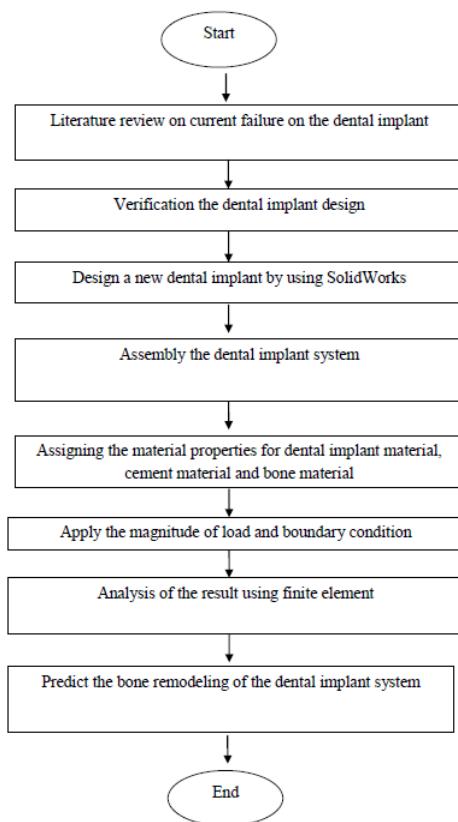 Start
Literature review on current failure on the dental implant
Verification the dental implant design
Design a new dental implant by using SolidWorks
Assembly the dental implant system
Assigning the material properties for dental implant material,
cement material and bone material
Apply the magnitude of load and boundary condition
Analysis of the result using finite element
Predict the bone remodeling of the dental implant system
End